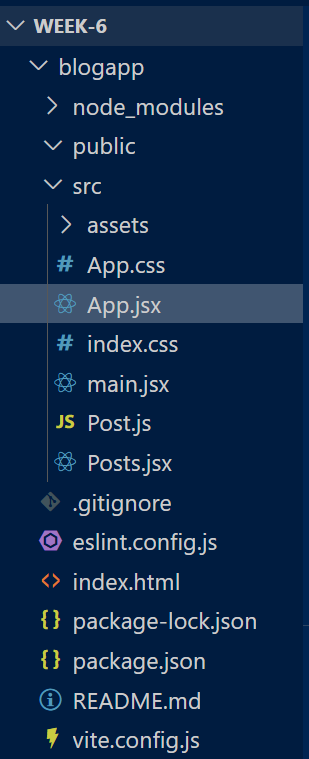 WEEK-6
blogapp
node_modules
public
src
assets
# App.css
App.jsx
# index.css
main.jsx
JS Post.js
Posts.jsx
.gitignore
eslint.config.js
<> index.html
{} package-lock.json
{} package.json
README.md
vite.config.js